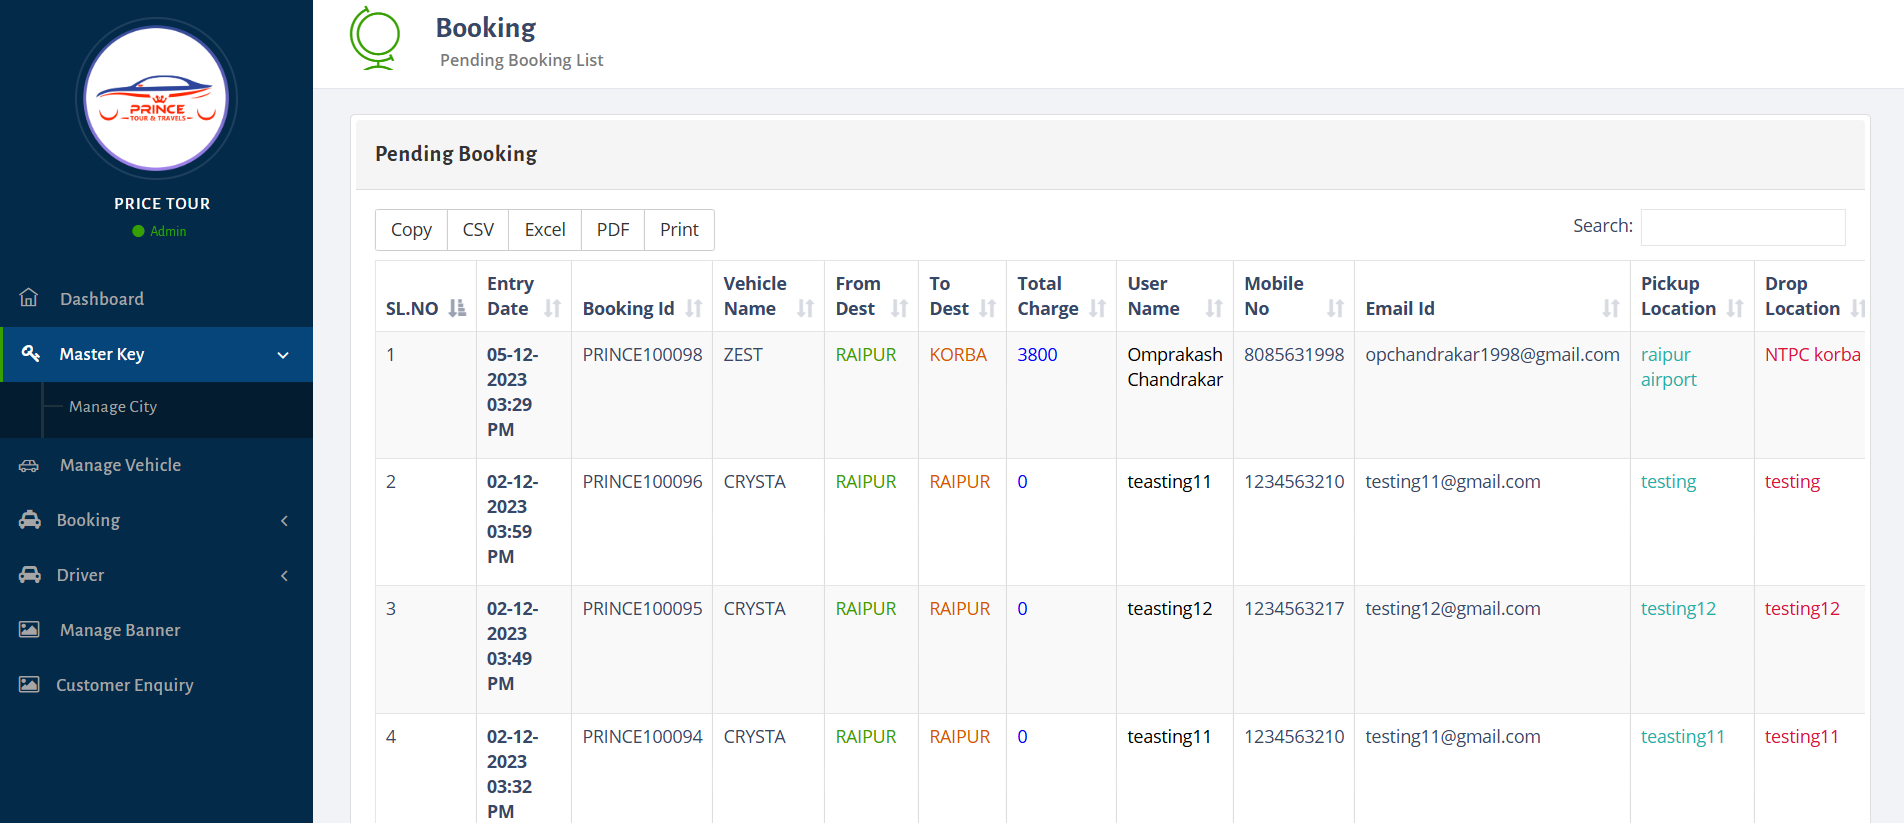 PRINCE
TOUR & TRAVELS
PRICE TOUR
Admin
Dashboard
Master Key
Manage City
Manage Vehicle
Booking
Driver
Manage Banner
Customer Enquiry
Booking
Pending Booking List
Pending Booking
Copy CSV Excel PDF Print
Search:
SL.NO Entry Date Booking Id Vehicle Name From Dest To Dest Total Charge User Name Mobile No Email Id Pickup Location Drop Location
1 05-12-2023 03:29 PM PRINCE100098 ZEST RAIPUR KORBA 3800 Omprakash Chandrakar 8085631998 opchandrakar1998@gmail.com raipur airport NTPC korba
2 02-12-2023 03:59 PM PRINCE100096 CRYSTA RAIPUR RAIPUR 0 teasting11 1234563210 testing11@gmail.com testing testing
3 02-12-2023 03:49 PM PRINCE100095 CRYSTA RAIPUR RAIPUR 0 teasting12 1234563217 testing12@gmail.com testing12 testing12
4 02-12-2023 03:32 PM PRINCE100094 CRYSTA RAIPUR RAIPUR 0 teasting11 1234563210 testing11@gmail.com teasting11 testing11